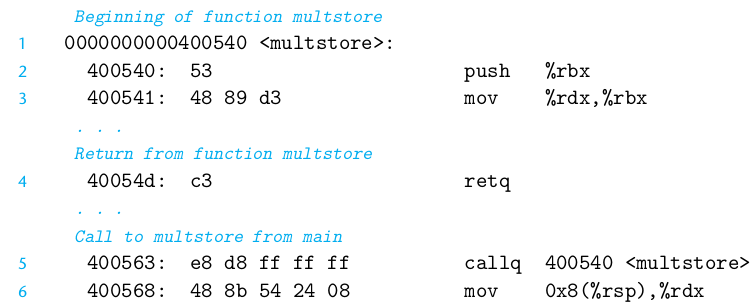 Beginning of function multstore
1 0000000000400540 <multstore>:
2 400540: 53 push %rbx
3 400541: 48 89 d3 mov %rdx,%rbx
. . .
Return from function multstore
4 40054d: c3 retq
. . .
Call to multstore from main
5 400563: e8 d8 ff ff ff callq 400540 <multstore>
6 400568: 48 8b 54 24 08 mov 0x8(%rsp),%rdx